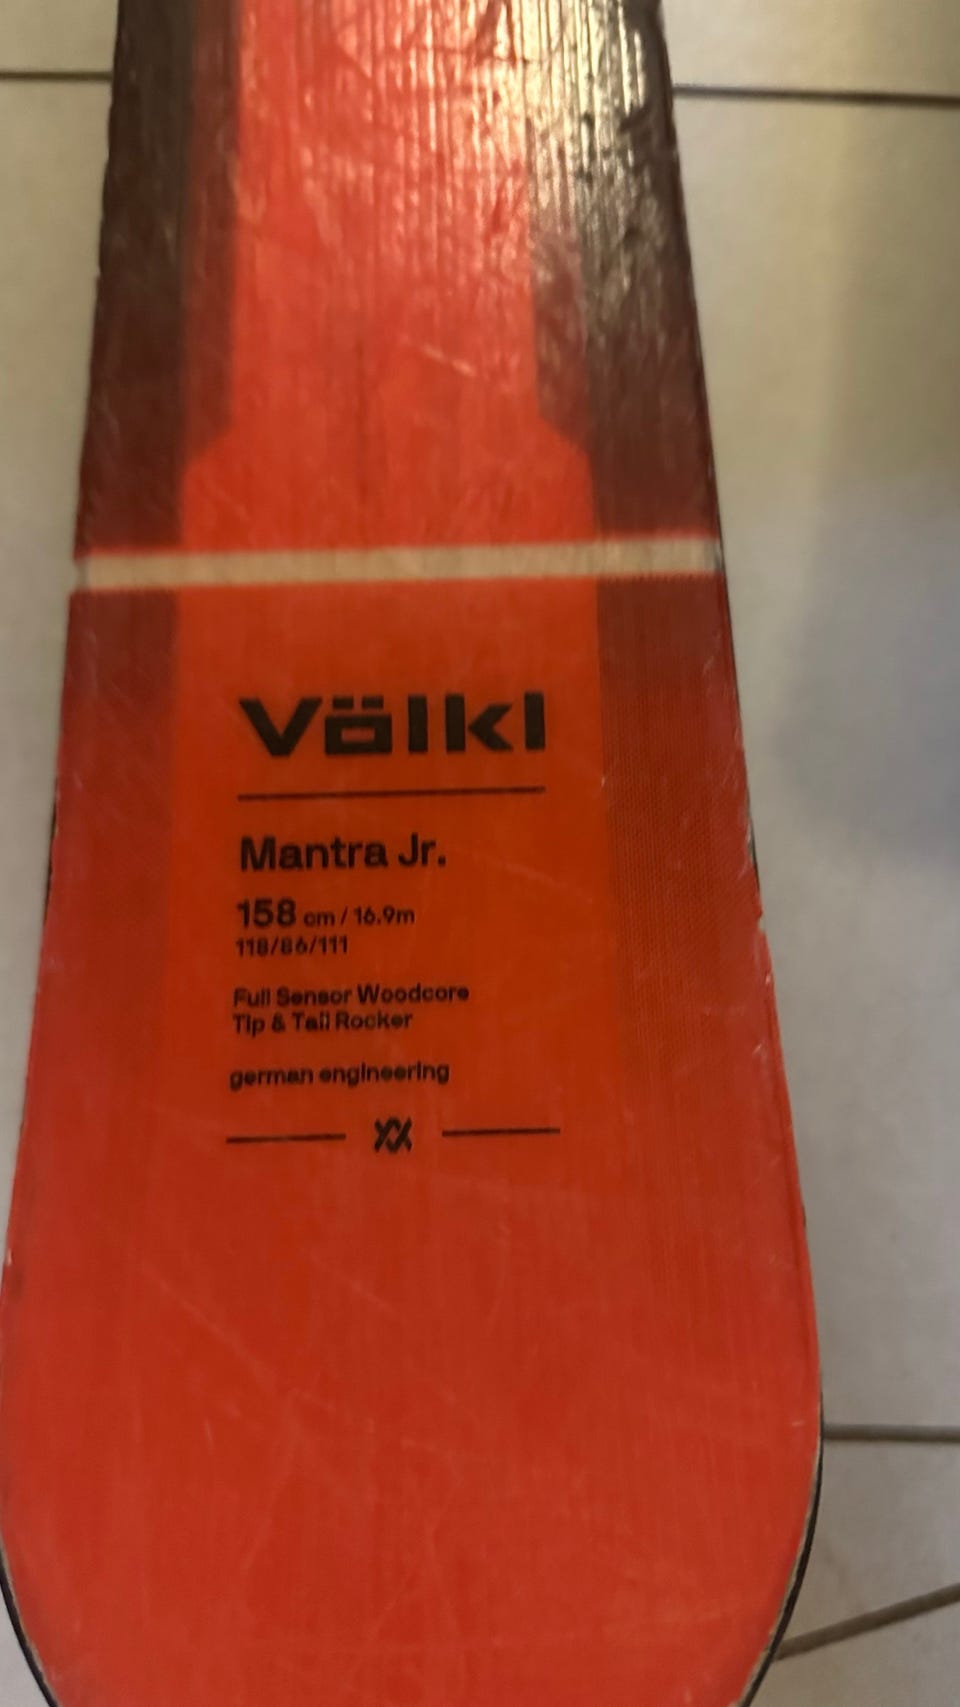 Völkl
Mantra Jr.
158 cm / 16.9m
118/86/111
Full Sensor Woodcore
Tip & Tail Rocker
german engineering